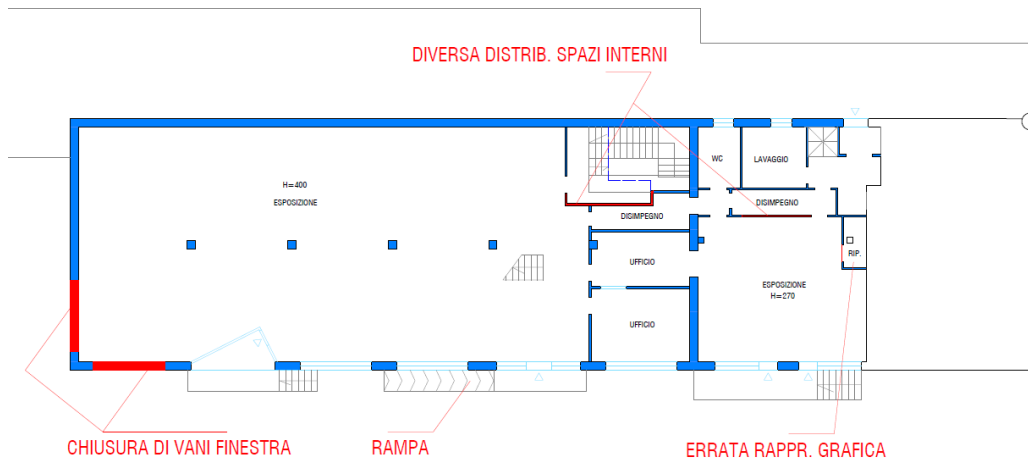 DIVERSA DISTRIB. SPAZI INTERNI
WC
LAVAGGIO
H=400
ESPOSIZIONE
DISIMPEGNO
DISIMPEGNO
RIP.
UFFICIO
ESPOSIZIONE
H=270
UFFICIO
CHIUSURA DI VANI FINESTRA
RAMPA
ERRATA RAPPR. GRAFICA